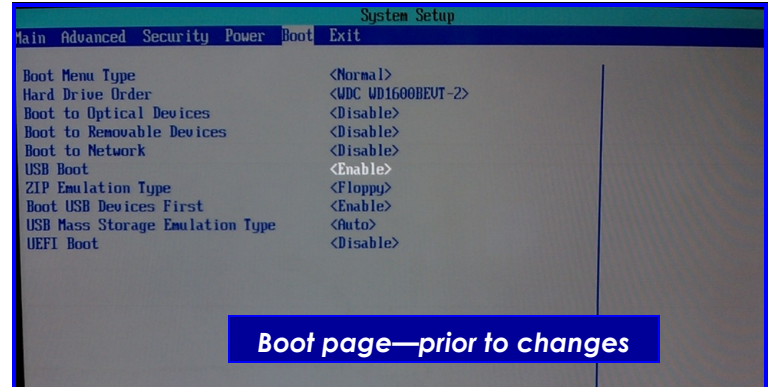 System Setup
Main Advanced Security Power Boot Exit
Boot Menu Type <Normal>
Hard Drive Order <WDC WD1600BEVT-2>
Boot to Optical Devices <Disable>
Boot to Removable Devices <Disable>
Boot to Network <Disable>
USB Boot <Enable>
ZIP Emulation Type <Floppy>
Boot USB Devices First <Enable>
USB Mass Storage Emulation Type <Auto>
UEFI Boot <Disable>
Boot page—prior to changes